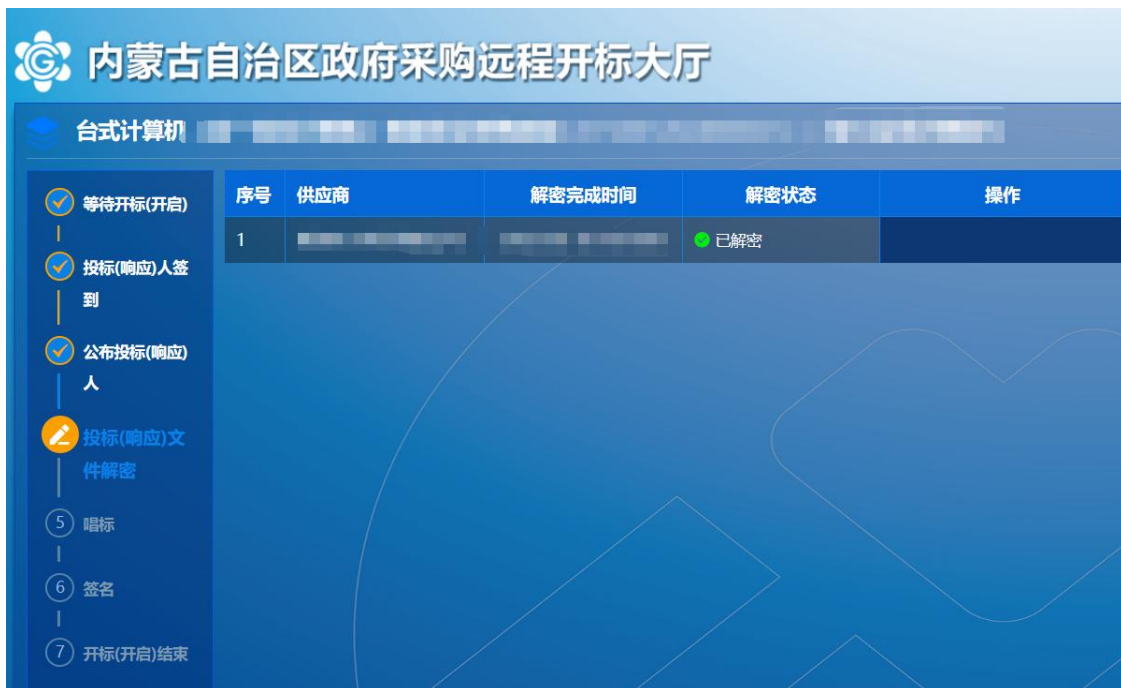 内蒙古自治区政府采购远程开标大厅
台式计算机
等待开标(开启)
投标(响应)人签
到
公布投标(响应)
人
投标(响应)文
件解密
5 唱标
6 签名
7 开标(开启)结束
序号 供应商 解密完成时间 解密状态 操作
1 已解密